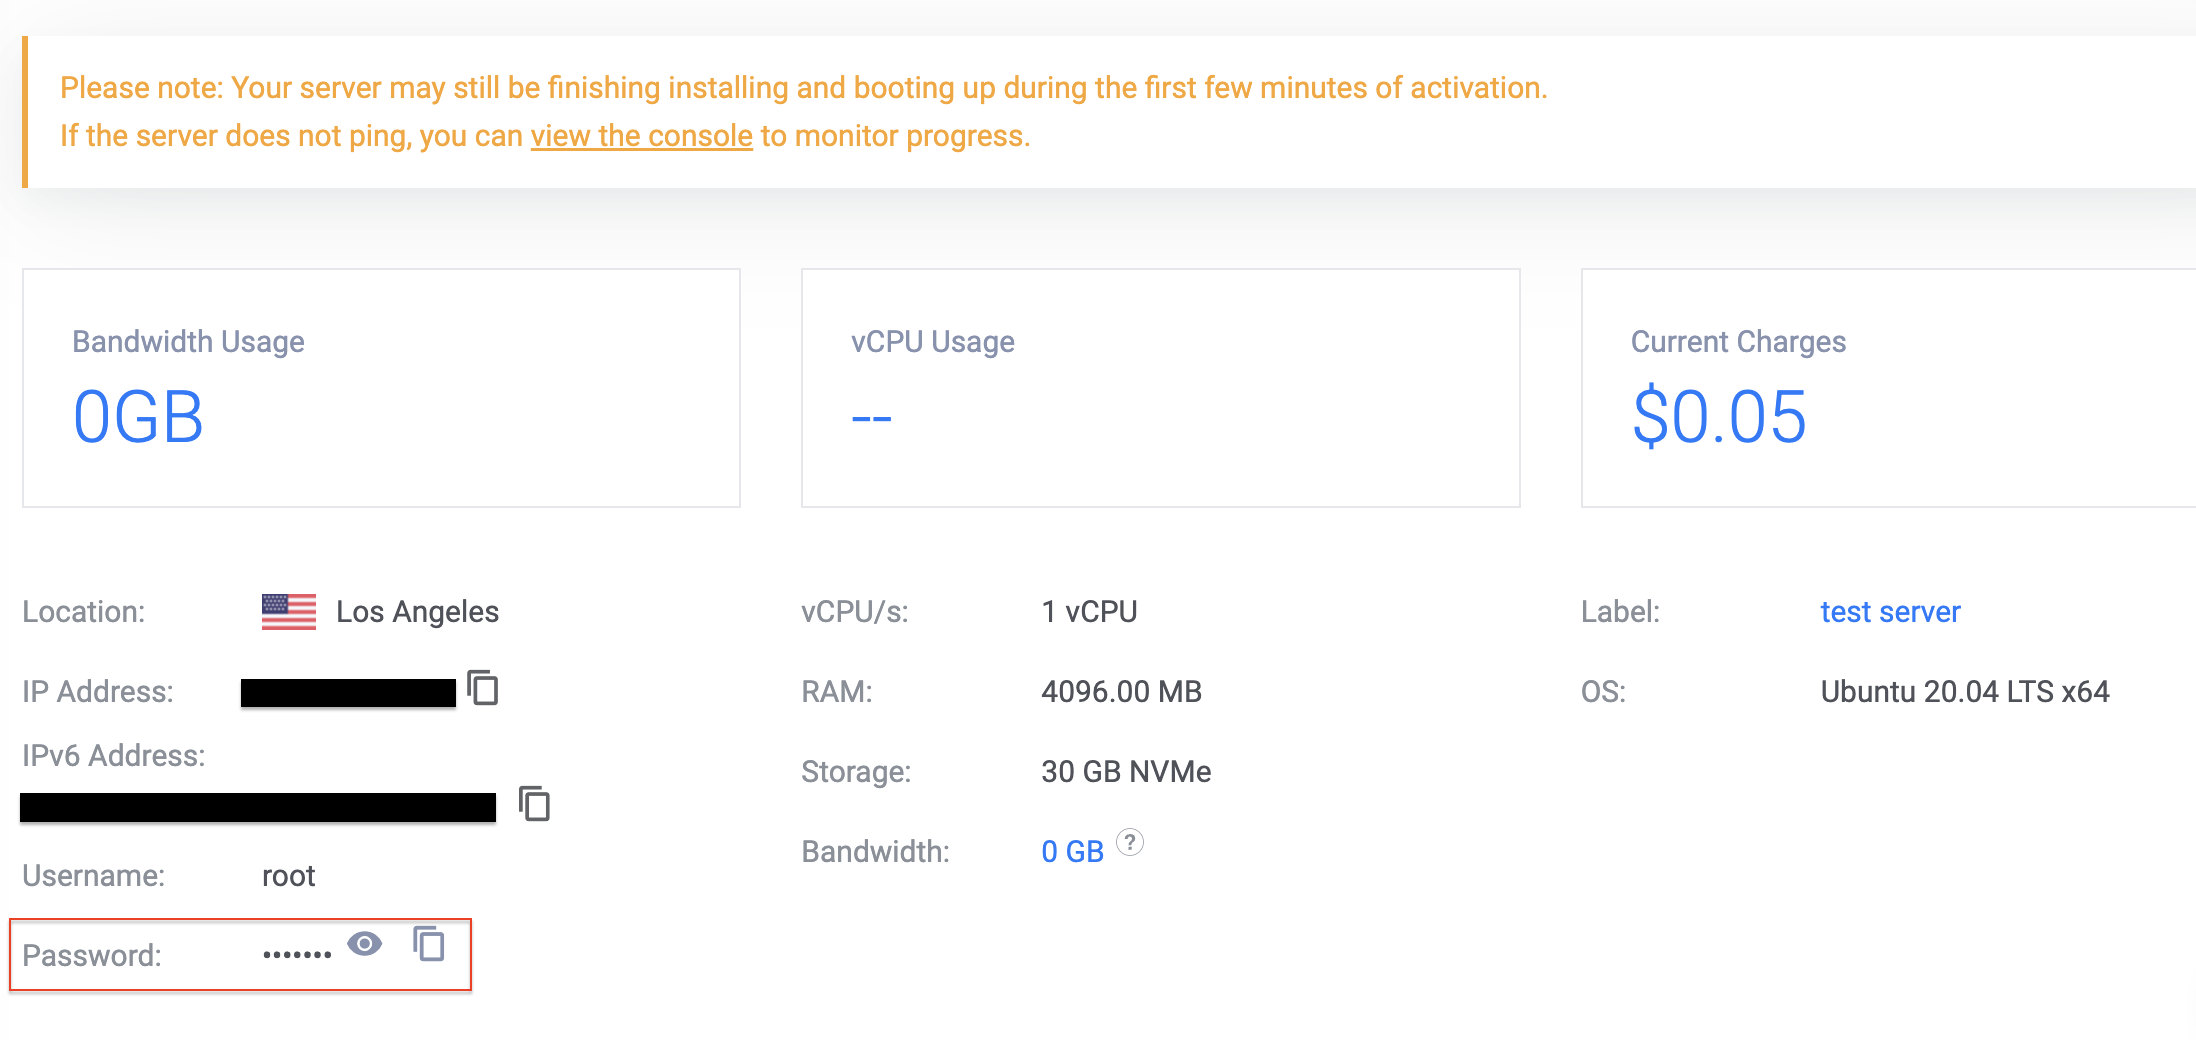 Please note: Your server may still be finishing installing and booting up during the first few minutes of activation.
If the server does not ping, you can view the console to monitor progress.
Bandwidth Usage
0GB
vCPU Usage
--
Current Charges
$0.05
Location: Los Angeles
IP Address:
IPv6 Address:
Username: root
Password: •••••••
vCPU/s: 1 vCPU
RAM: 4096.00 MB
Storage: 30 GB NVMe
Bandwidth: 0 GB ?
Label: test server
OS: Ubuntu 20.04 LTS x64